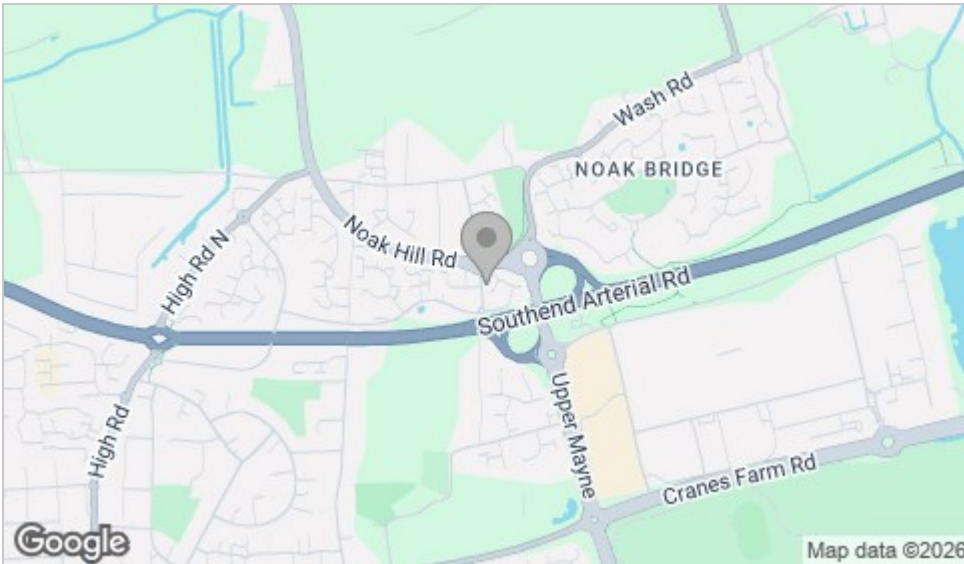 Wash Rd
NOAK BRIDGE
Noak Hill Rd
High Rd N
Southend Arterial Rd
High Rd
Upper Mayne
Cranes Farm Rd
Google
Map data ©2026